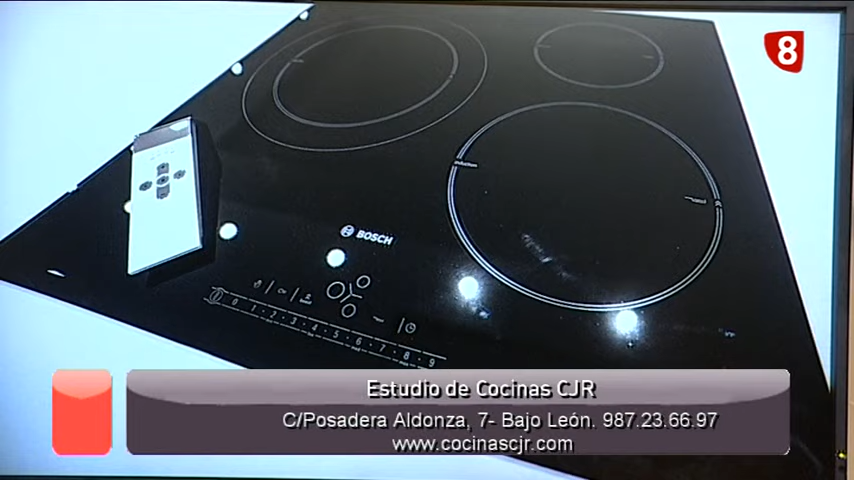 8
induction
BOSCH
0 · 1 · 2 · 3 · 4 · 5 · 6 · 7 · 8 · 9
Estudio de Cocinas CJR
C/Posadera Aldonza, 7- Bajo León. 987.23.66.97
www.cocinascjr.com